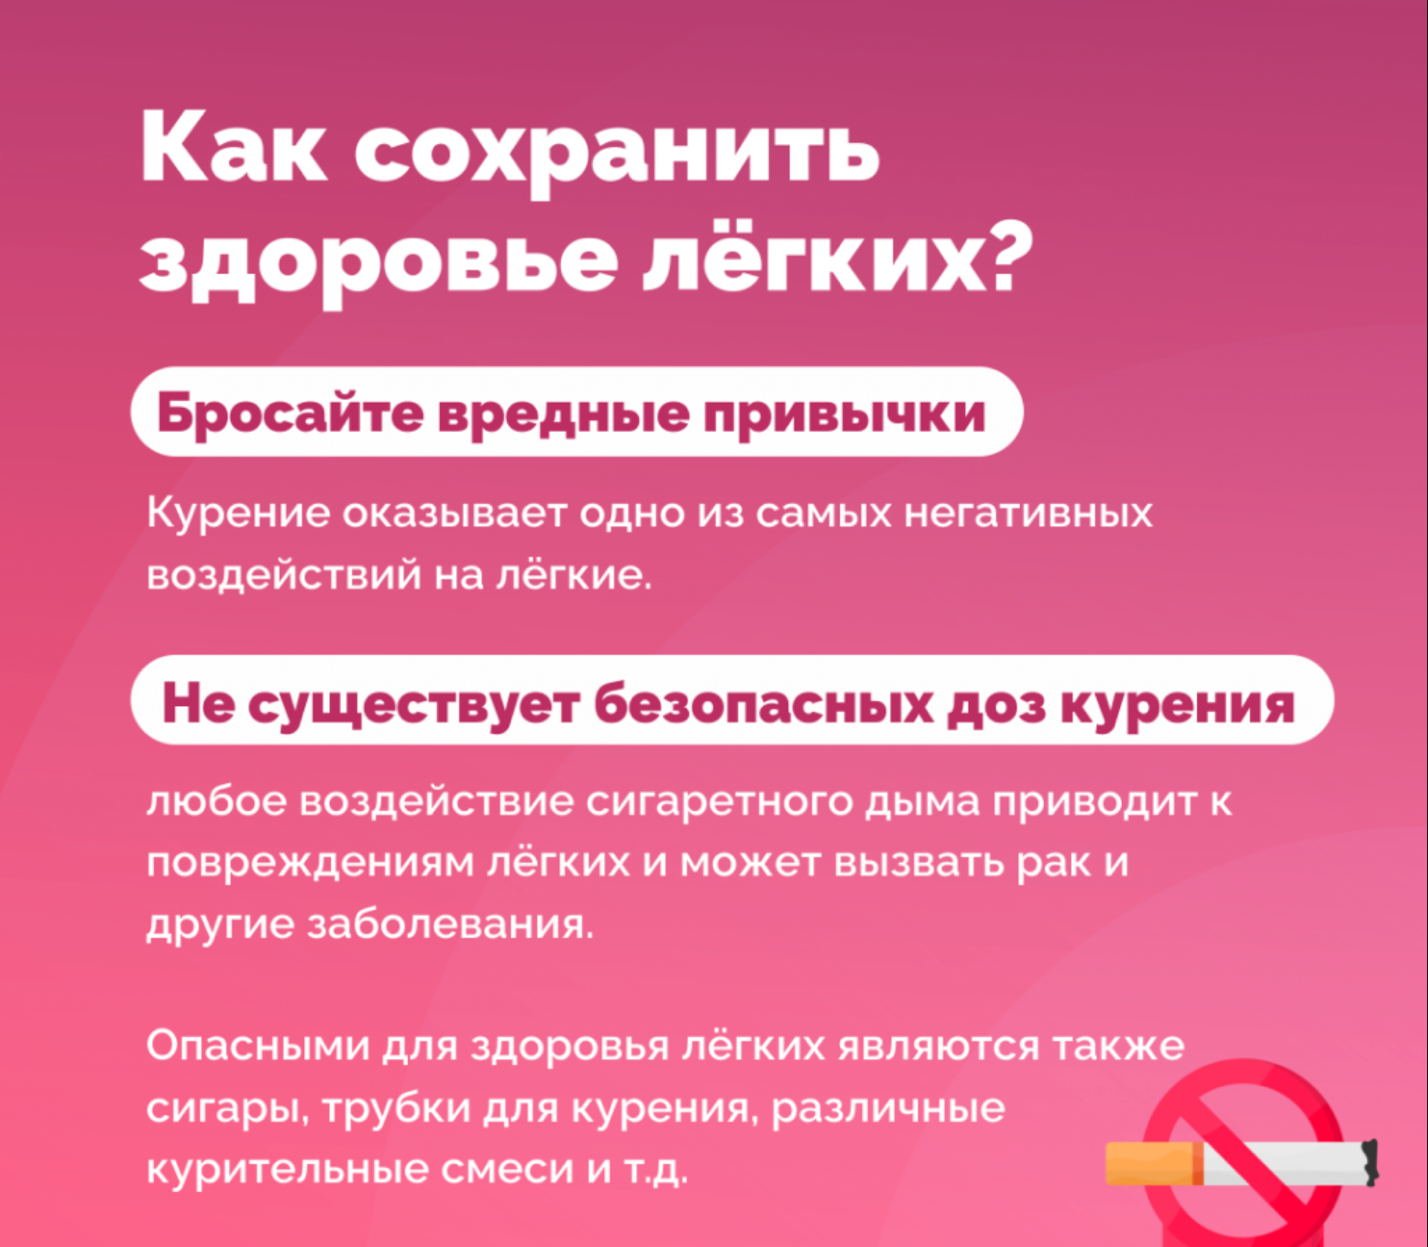 Как сохранить
здоровье лёгких?
Бросайте вредные привычки
Курение оказывает одно из самых негативных
воздействий на лёгкие.
Не существует безопасных доз курения
любое воздействие сигаретного дыма приводит к
повреждениям лёгких и может вызвать рак и
другие заболевания.
Опасными для здоровья лёгких являются также
сигары, трубки для курения, различные
курительные смеси и т.д.